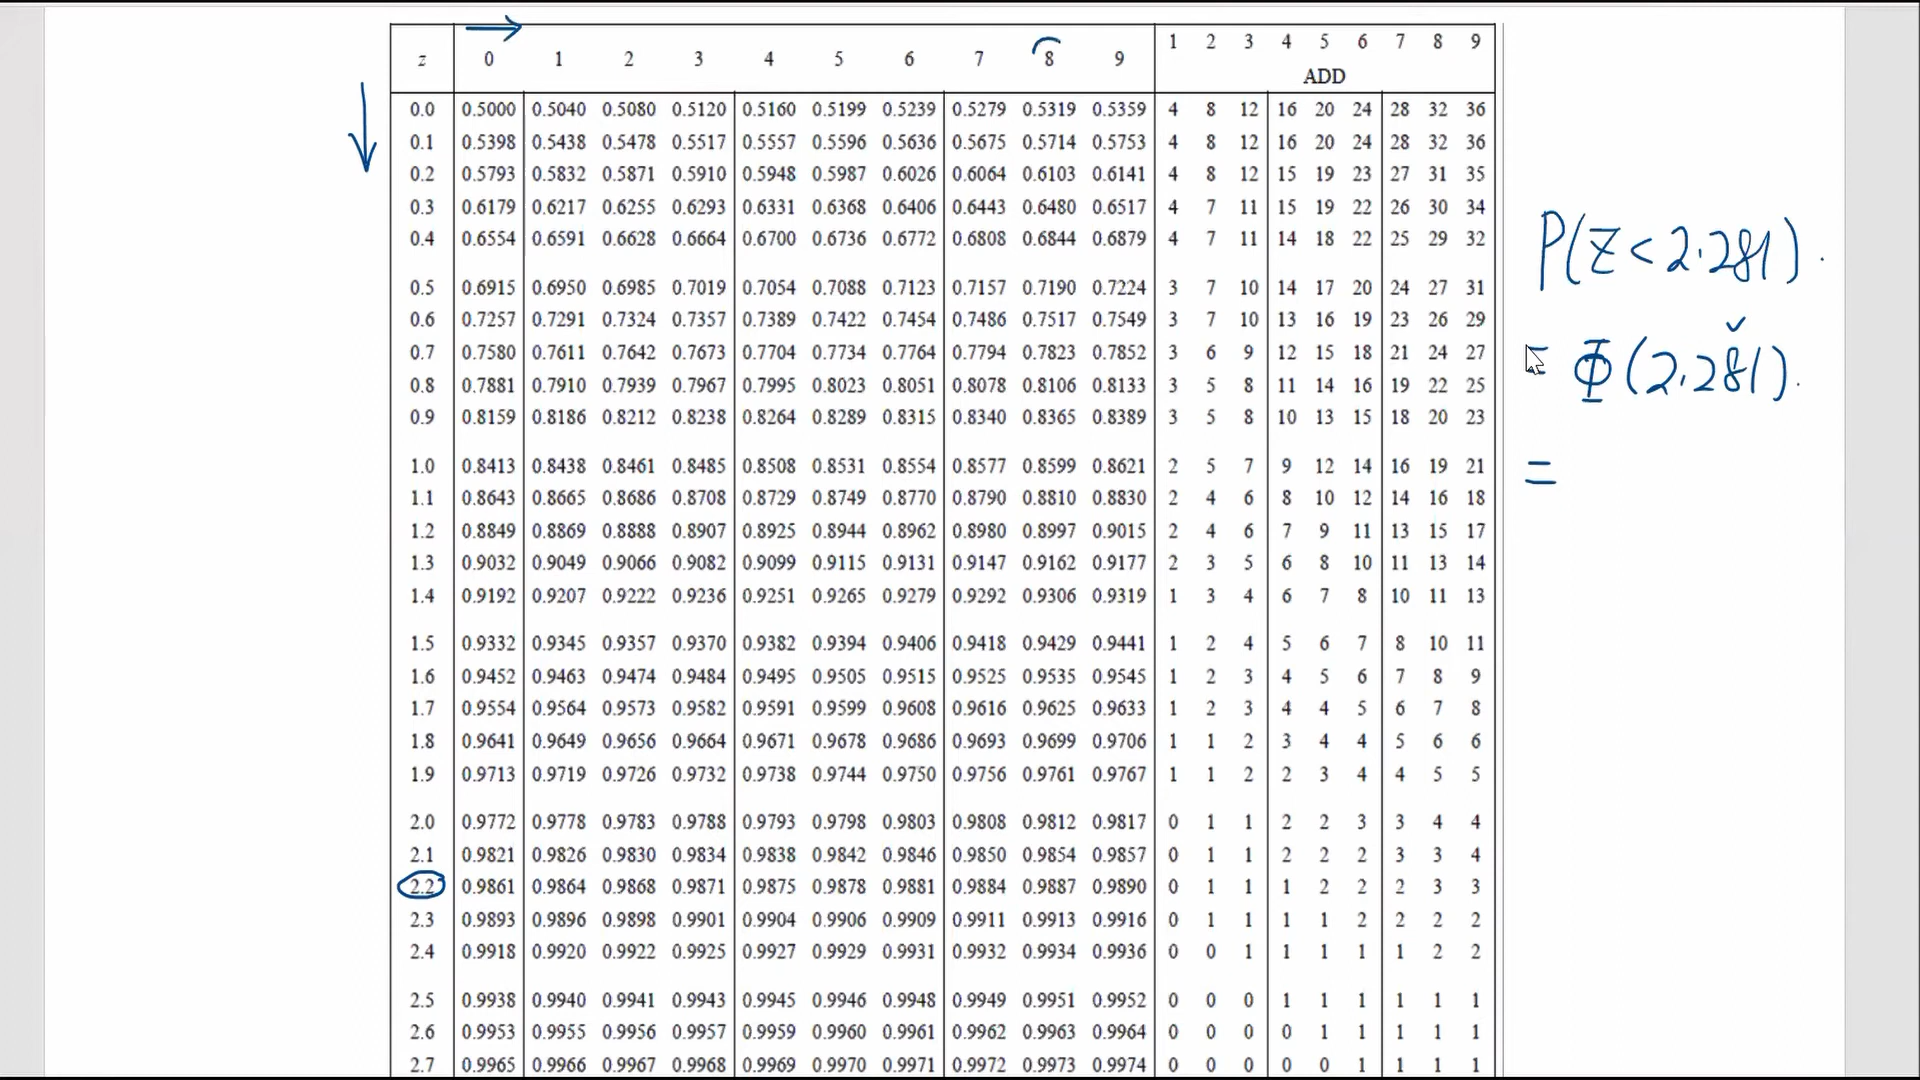 1 2 3 4 5 6 7 8 9
z 0 1 2 3 4 5 6 7 8 9
ADD
0.0 0.5000 0.5040 0.5080 0.5120 0.5160 0.5199 0.5239 0.5279 0.5319 0.5359 4 8 12 16 20 24 28 32 36
0.1 0.5398 0.5438 0.5478 0.5517 0.5557 0.5596 0.5636 0.5675 0.5714 0.5753 4 8 12 16 20 24 28 32 36
0.2 0.5793 0.5832 0.5871 0.5910 0.5948 0.5987 0.6026 0.6064 0.6103 0.6141 4 8 12 15 19 23 27 31 35
0.3 0.6179 0.6217 0.6255 0.6293 0.6331 0.6368 0.6406 0.6443 0.6480 0.6517 4 7 11 15 19 22 26 30 34
0.4 0.6554 0.6591 0.6628 0.6664 0.6700 0.6736 0.6772 0.6808 0.6844 0.6879 4 7 11 14 18 22 25 29 32
0.5 0.6915 0.6950 0.6985 0.7019 0.7054 0.7088 0.7123 0.7157 0.7190 0.7224 3 7 10 14 17 20 24 27 31
0.6 0.7257 0.7291 0.7324 0.7357 0.7389 0.7422 0.7454 0.7486 0.7517 0.7549 3 7 10 13 16 19 23 26 29
0.7 0.7580 0.7611 0.7642 0.7673 0.7704 0.7734 0.7764 0.7794 0.7823 0.7852 3 6 9 12 15 18 21 24 27
0.8 0.7881 0.7910 0.7939 0.7967 0.7995 0.8023 0.8051 0.8078 0.8106 0.8133 3 5 8 11 14 16 19 22 25
0.9 0.8159 0.8186 0.8212 0.8238 0.8264 0.8289 0.8315 0.8340 0.8365 0.8389 3 5 8 10 13 15 18 20 23
1.0 0.8413 0.8438 0.8461 0.8485 0.8508 0.8531 0.8554 0.8577 0.8599 0.8621 2 5 7 9 12 14 16 19 21
1.1 0.8643 0.8665 0.8686 0.8708 0.8729 0.8749 0.8770 0.8790 0.8810 0.8830 2 4 6 8 10 12 14 16 18
1.2 0.8849 0.8869 0.8888 0.8907 0.8925 0.8944 0.8962 0.8980 0.8997 0.9015 2 4 6 7 9 11 13 15 17
1.3 0.9032 0.9049 0.9066 0.9082 0.9099 0.9115 0.9131 0.9147 0.9162 0.9177 2 3 5 6 8 10 11 13 14
1.4 0.9192 0.9207 0.9222 0.9236 0.9251 0.9265 0.9279 0.9292 0.9306 0.9319 1 3 4 6 7 8 10 11 13
1.5 0.9332 0.9345 0.9357 0.9370 0.9382 0.9394 0.9406 0.9418 0.9429 0.9441 1 2 4 5 6 7 8 10 11
1.6 0.9452 0.9463 0.9474 0.9484 0.9495 0.9505 0.9515 0.9525 0.9535 0.9545 1 2 3 4 5 6 7 8 9
1.7 0.9554 0.9564 0.9573 0.9582 0.9591 0.9599 0.9608 0.9616 0.9625 0.9633 1 2 3 4 4 5 6 7 8
1.8 0.9641 0.9649 0.9656 0.9664 0.9671 0.9678 0.9686 0.9693 0.9699 0.9706 1 1 2 3 4 4 5 6 6
1.9 0.9713 0.9719 0.9726 0.9732 0.9738 0.9744 0.9750 0.9756 0.9761 0.9767 1 1 2 2 3 4 4 5 5
2.0 0.9772 0.9778 0.9783 0.9788 0.9793 0.9798 0.9803 0.9808 0.9812 0.9817 0 1 1 2 2 3 3 4 4
2.1 0.9821 0.9826 0.9830 0.9834 0.9838 0.9842 0.9846 0.9850 0.9854 0.9857 0 1 1 2 2 2 3 3 4
2.2 0.9861 0.9864 0.9868 0.9871 0.9875 0.9878 0.9881 0.9884 0.9887 0.9890 0 1 1 1 2 2 2 3 3
2.3 0.9893 0.9896 0.9898 0.9901 0.9904 0.9906 0.9909 0.9911 0.9913 0.9916 0 1 1 1 1 2 2 2 2
2.4 0.9918 0.9920 0.9922 0.9925 0.9927 0.9929 0.9931 0.9932 0.9934 0.9936 0 0 1 1 1 1 1 2 2
2.5 0.9938 0.9940 0.9941 0.9943 0.9945 0.9946 0.9948 0.9949 0.9951 0.9952 0 0 0 1 1 1 1 1 1
2.6 0.9953 0.9955 0.9956 0.9957 0.9959 0.9960 0.9961 0.9962 0.9963 0.9964 0 0 0 0 1 1 1 1 1
2.7 0.9965 0.9966 0.9967 0.9968 0.9969 0.9970 0.9971 0.9972 0.9973 0.9974 0 0 0 0 0 1 1 1 1
P(Z < 2.281).
= Φ(2.281).
=